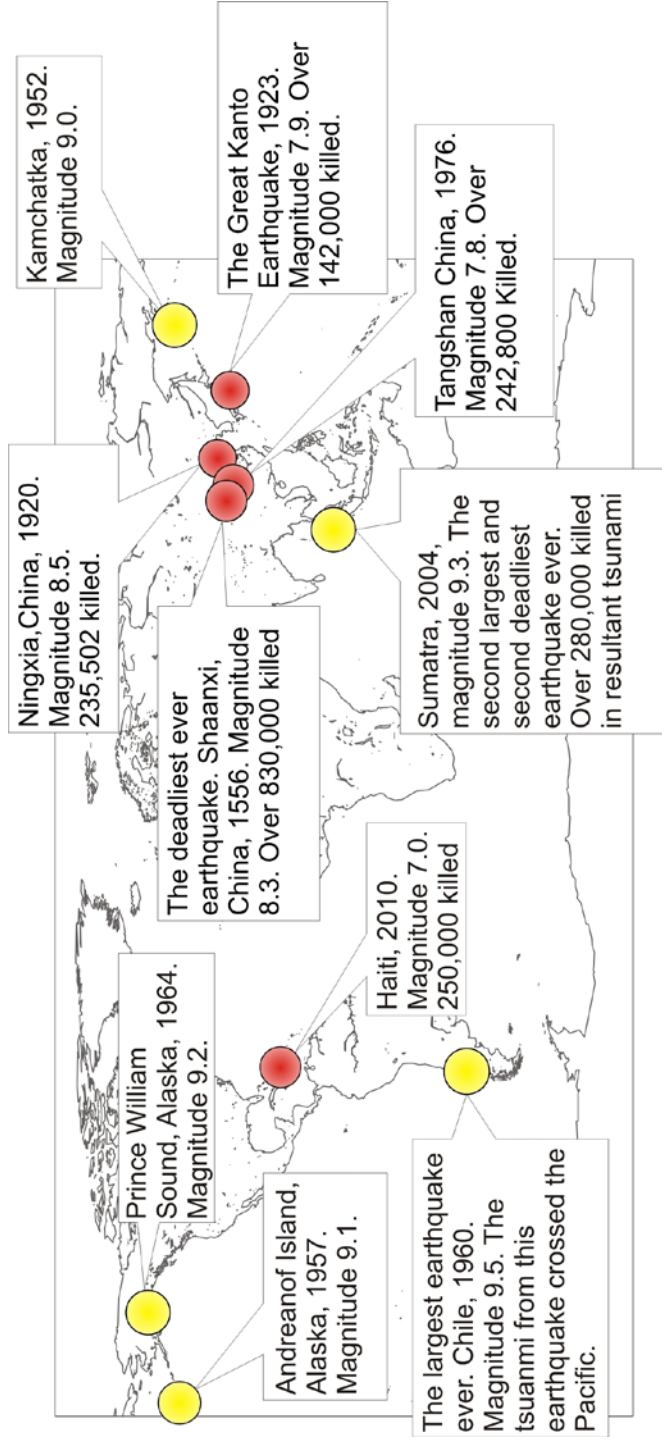 Prince William
Sound, Alaska, 1964.
Magnitude 9.2.
Andreanof Island,
Alaska, 1957.
Magnitude 9.1.
The largest earthquake
ever. Chile, 1960.
Magnitude 9.5. The
tsuanmi from this
earthquake crossed the
Pacific.
Haiti, 2010.
Magnitude 7.0.
250,000 killed
Ningxia,China, 1920.
Magnitude 8.5.
235,502 killed.
The deadliest ever
earthquake. Shaanxi,
China, 1556. Magnitude
8.3. Over 830,000 killed
Sumatra, 2004,
magnitude 9.3. The
second largest and
second deadliest
earthquake ever.
Over 280,000 killed
in resultant tsunami
Kamchatka, 1952.
Magnitude 9.0.
The Great Kanto
Earthquake, 1923.
Magnitude 7.9. Over
142,000 killed.
Tangshan China, 1976.
Magnitude 7.8. Over
242,800 Killed.